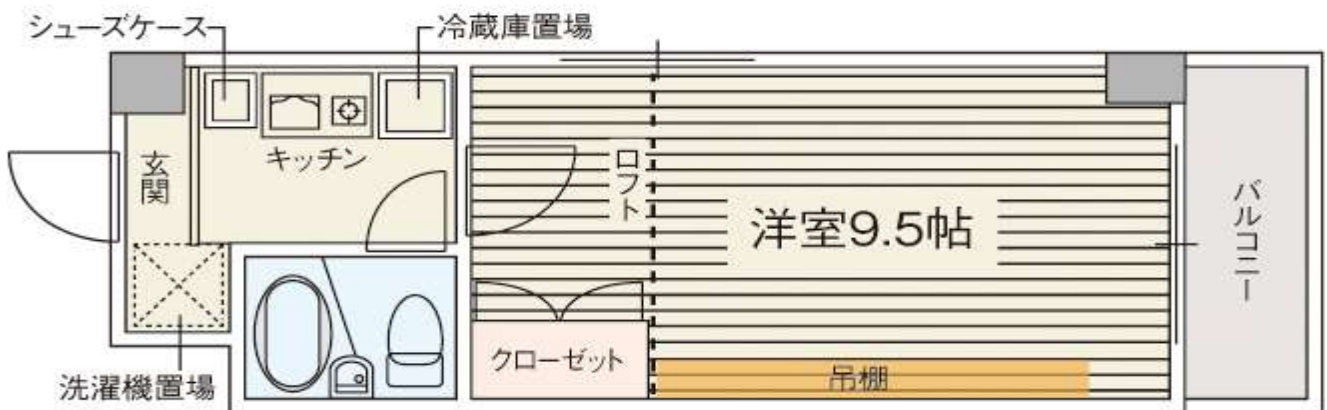 シューズケース
冷蔵庫置場
玄関
キッチン
ロフト
洋室9.5帖
バルコニー
クローゼット
吊棚
洗濯機置場